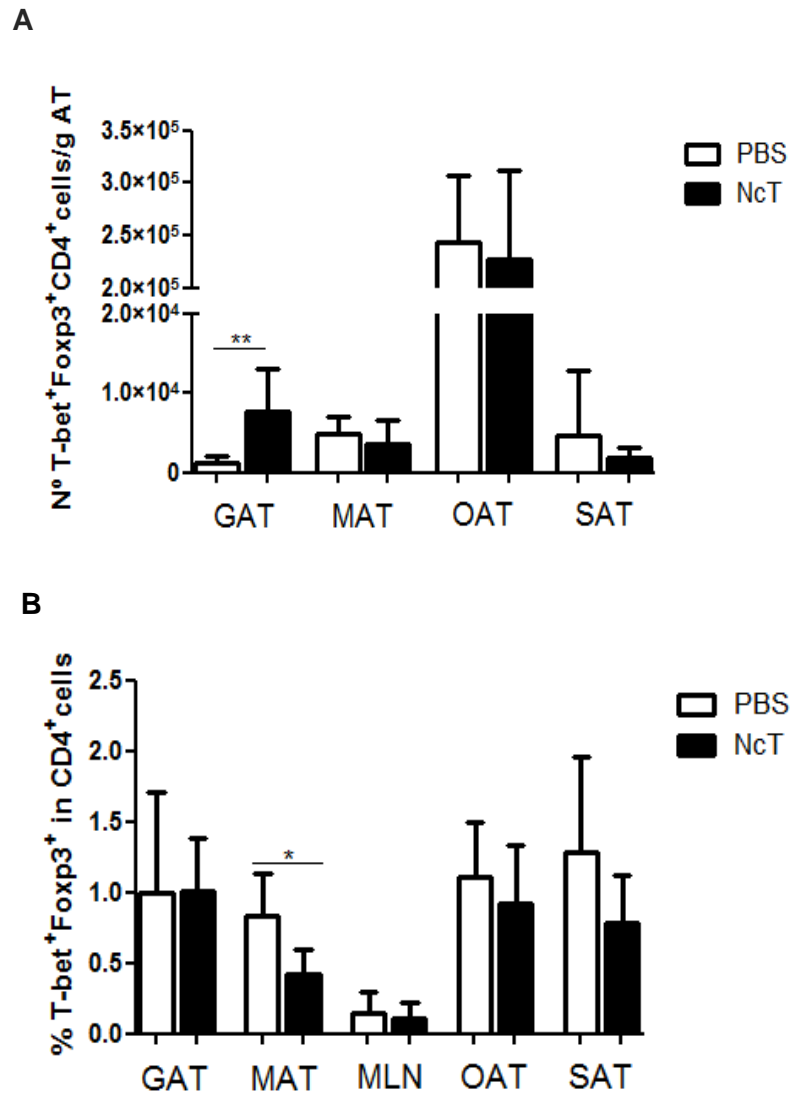 A
Nº T-bet⁺Foxp3⁺CD4⁺cells/g AT
3.5×10⁵
3.0×10⁵
2.5×10⁵
2.0×10⁵
2.0×10⁴
1.0×10⁴
0
**
PBS
NcT
GAT MAT OAT SAT
B
% T-bet⁺Foxp3⁺ in CD4⁺cells
2.5
2.0
1.5
1.0
0.5
0.0
*
PBS
NcT
GAT MAT MLN OAT SAT